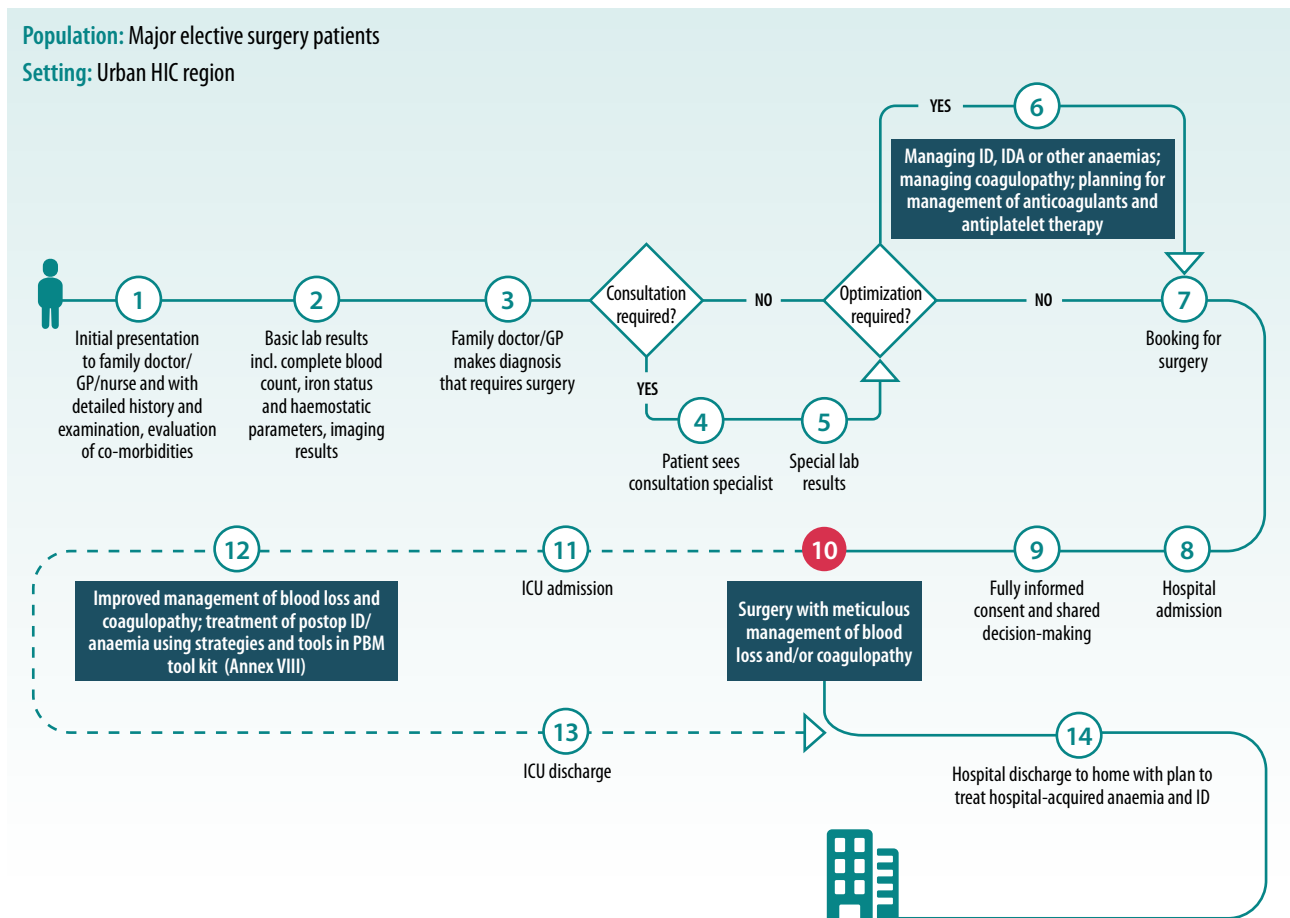 Population: Major elective surgery patients
Setting: Urban HIC region
YES
6
Managing ID, IDA or other anaemias;
managing coagulopathy; planning for
management of anticoagulants and
antiplatelet therapy
1
Initial presentation
to family doctor/
GP/nurse and with
detailed history and
examination, evaluation
of co-morbidities
2
Basic lab results
incl. complete blood
count, iron status
and haemostatic
parameters, imaging
results
3
Family doctor/GP
makes diagnosis
that requires surgery
Consultation
required?
NO
YES
4
Patient sees
consultation specialist
5
Special lab
results
Optimization
required?
NO
7
Booking for
surgery
8
Hospital
admission
9
Fully informed
consent and shared
decision-making
10
Surgery with meticulous
management of blood
loss and/or coagulopathy
11
ICU admission
12
Improved management of blood loss and
coagulopathy; treatment of postop ID/
anaemia using strategies and tools in PBM
tool kit (Annex VIII)
13
ICU discharge
14
Hospital discharge to home with plan to
treat hospital-acquired anaemia and ID